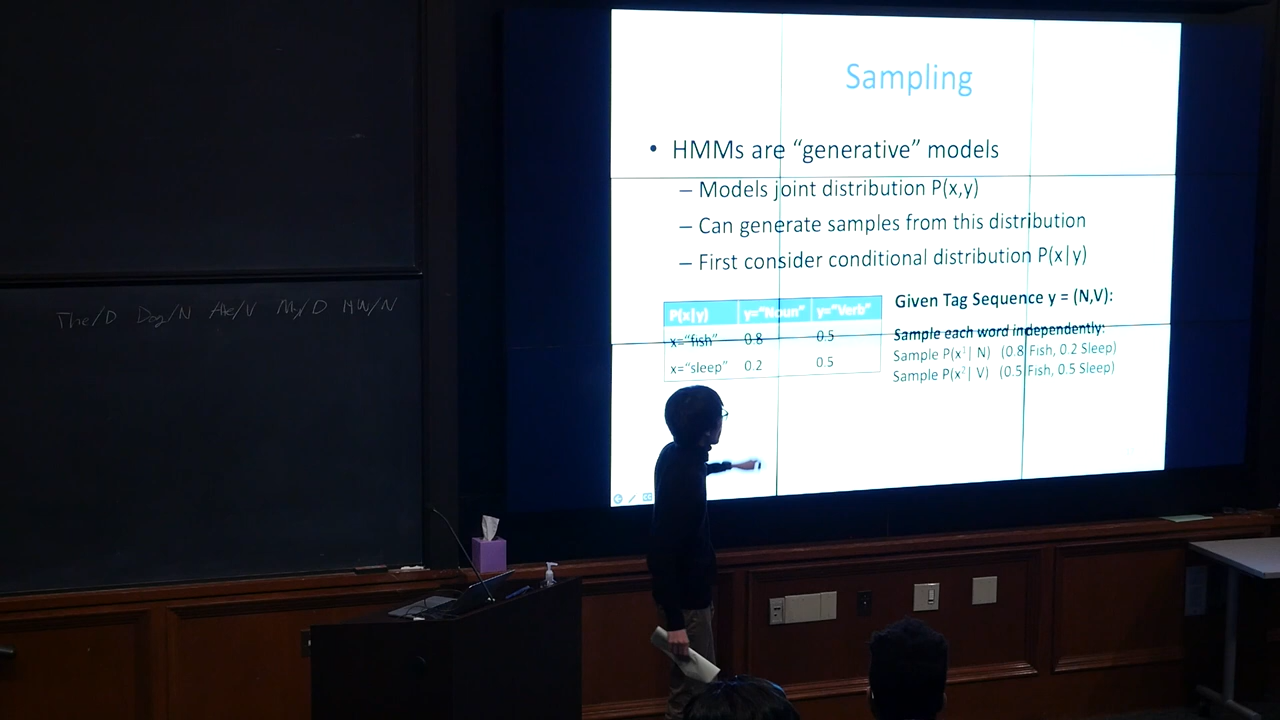 The/D Dog/N Ate/V My/D HW/N
Sampling
• HMMs are “generative” models
– Models joint distribution P(x,y)
– Can generate samples from this distribution
– First consider conditional distribution P(x|y)
P(x|y) y=“Noun” y=“Verb”
x=“fish” 0.8 0.5
x=“sleep” 0.2 0.5
Given Tag Sequence y = (N,V):
Sample each word independently:
Sample P(x¹| N) (0.8 Fish, 0.2 Sleep)
Sample P(x²| V) (0.5 Fish, 0.5 Sleep)